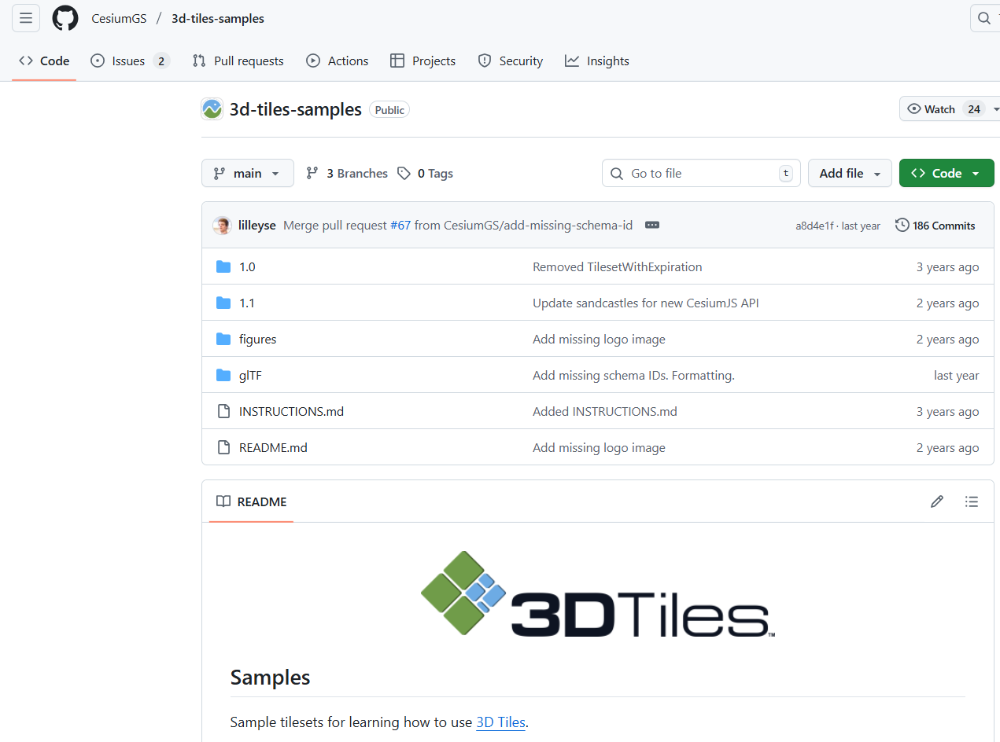 CesiumGS / 3d-tiles-samples
Code Issues 2 Pull requests Actions Projects Security Insights
3d-tiles-samples Public Watch 24
main 3 Branches 0 Tags Go to file t Add file Code
lilleyse Merge pull request #67 from CesiumGS/add-missing-schema-id a8d4e1f · last year 186 Commits
1.0 Removed TilesetWithExpiration 3 years ago
1.1 Update sandcastles for new CesiumJS API 2 years ago
figures Add missing logo image 2 years ago
glTF Add missing schema IDs. Formatting. last year
INSTRUCTIONS.md Added INSTRUCTIONS.md 3 years ago
README.md Add missing logo image 2 years ago
README
3DTiles™
Samples
Sample tilesets for learning how to use 3D Tiles.